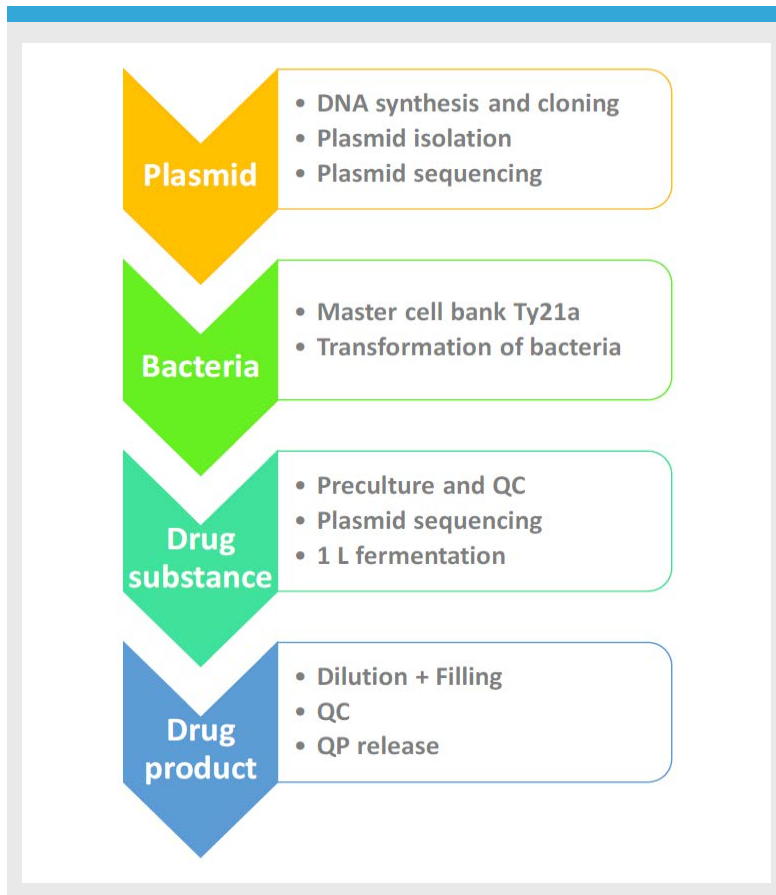 Plasmid
• DNA synthesis and cloning
• Plasmid isolation
• Plasmid sequencing
Bacteria
• Master cell bank Ty21a
• Transformation of bacteria
Drug
substance
• Preculture and QC
• Plasmid sequencing
• 1 L fermentation
Drug
product
• Dilution + Filling
• QC
• QP release